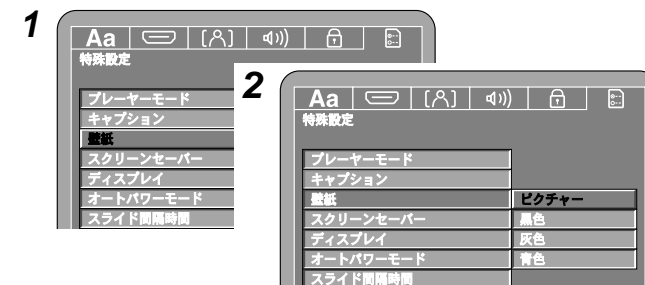 1
Aa
特殊設定
プレーヤーモード
キャプション
壁紙
スクリーンセーバー
ディスプレイ
オートパワーモード
スライド間隔時間
2
Aa
特殊設定
プレーヤーモード
キャプション
壁紙 ピクチャー
スクリーンセーバー 黒色
ディスプレイ 灰色
オートパワーモード 青色
スライド間隔時間